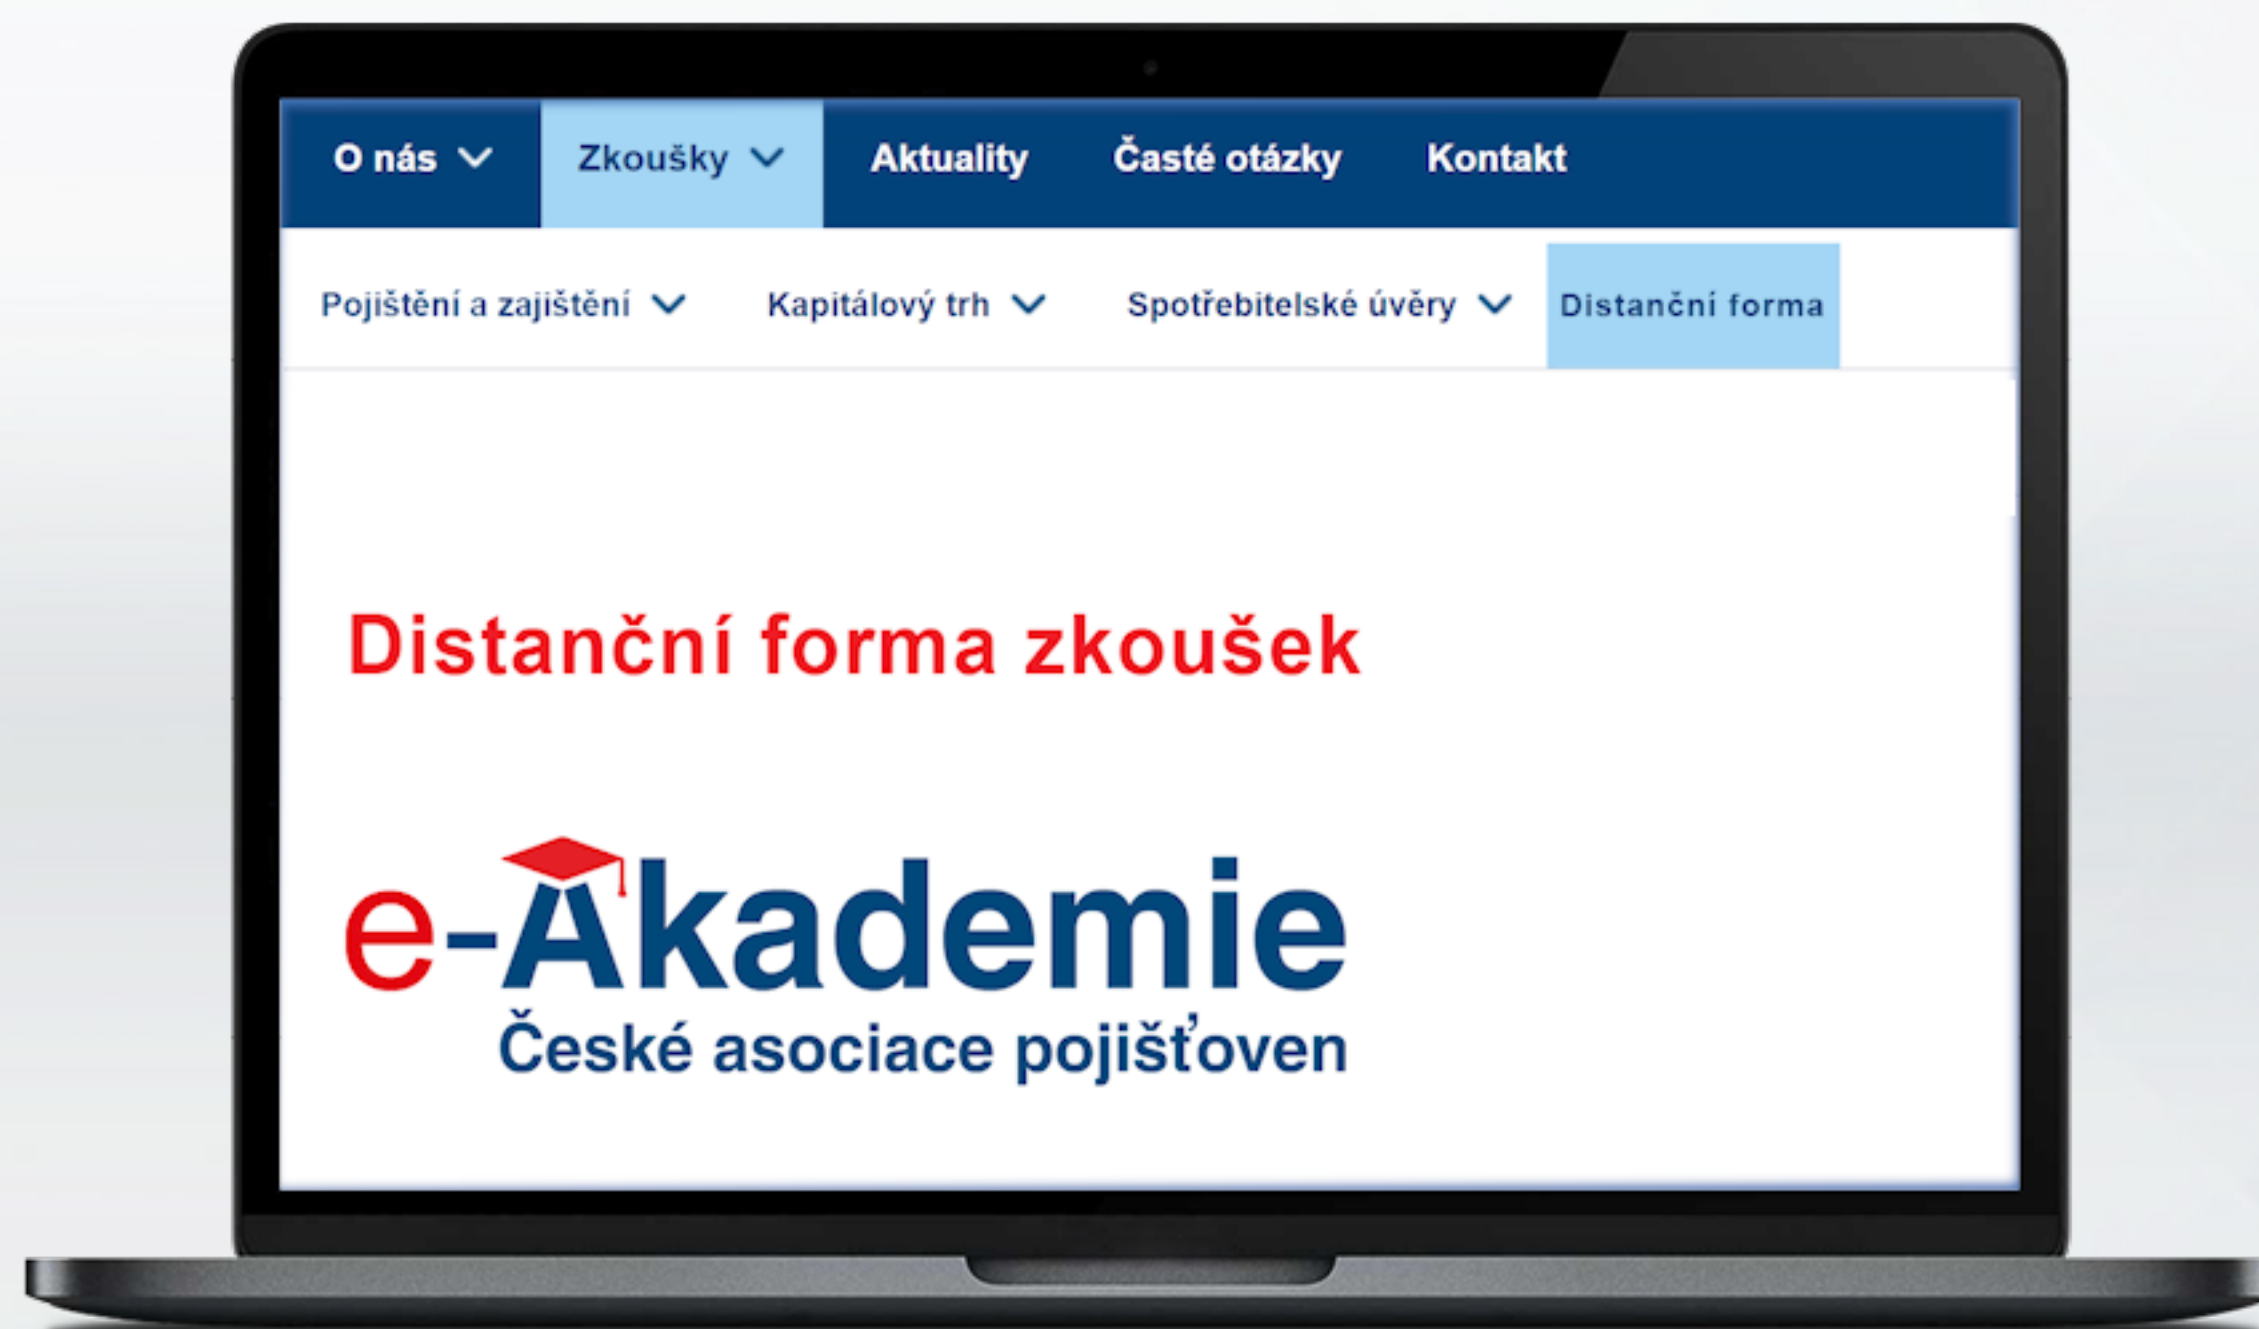 O nás Zkoušky Aktuality Časté otázky Kontakt
Pojištění a zajištění Kapitálový trh Spotřebitelské úvěry Distanční forma
Distanční forma zkoušek
e-Akademie
České asociace pojišťoven